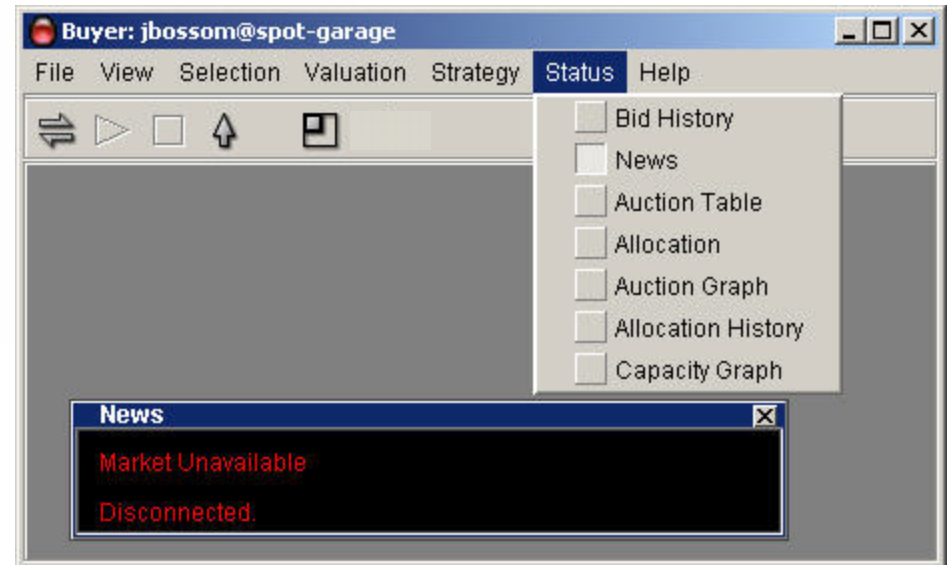 Buyer: jbossom@spot-garage
File View Selection Valuation Strategy Status Help
Bid History
News
Auction Table
Allocation
Auction Graph
Allocation History
Capacity Graph
News
Market Unavailable
Disconnected.